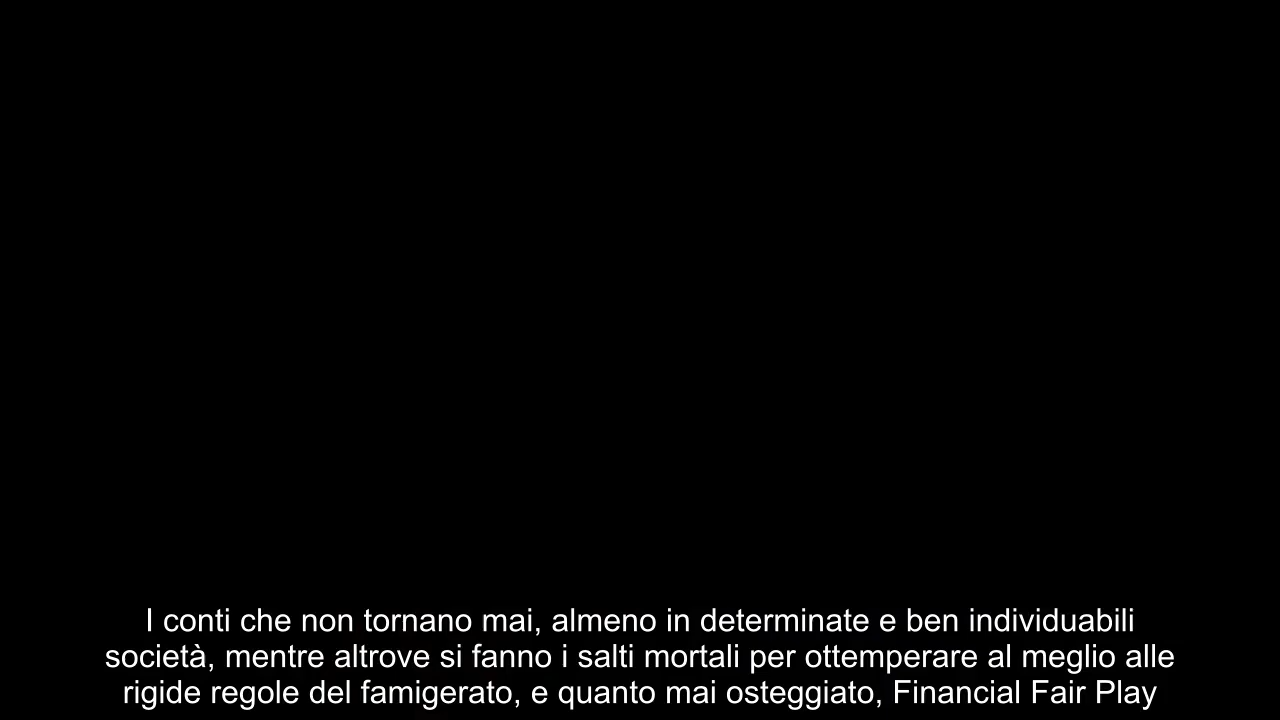 I conti che non tornano mai, almeno in determinate e ben individuabili
società, mentre altrove si fanno i salti mortali per ottemperare al meglio alle
rigide regole del famigerato, e quanto mai osteggiato, Financial Fair Play